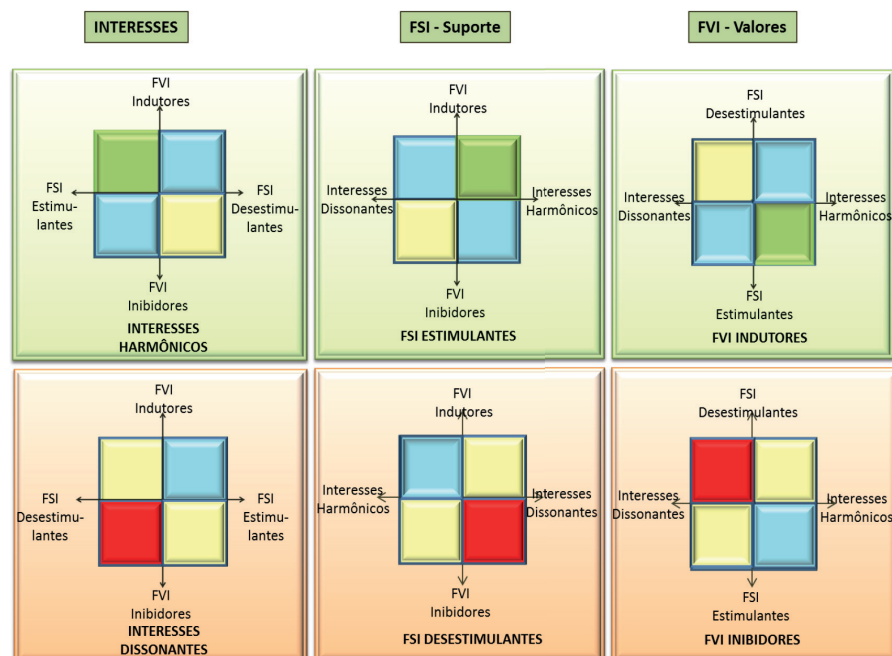 INTERESSES
FSI - Suporte
FVI - Valores
FVI
Indutores
FSI
Estimu-
lantes
FSI
Desestimu-
lantes
FVI
Inibidores
INTERESSES
HARMÔNICOS
FVI
Indutores
Interesses
Dissonantes
Interesses
Harmônicos
FVI
Inibidores
FSI ESTIMULANTES
FSI
Desestimulantes
Interesses
Dissonantes
Interesses
Harmônicos
FSI
Estimulantes
FVI INDUTORES
FVI
Indutores
FSI
Desestimu-
lantes
FSI
Estimu-
lantes
FVI
Inibidores
INTERESSES
DISSONANTES
FVI
Indutores
Interesses
Harmônicos
Interesses
Dissonantes
FVI
Inibidores
FSI DESESTIMULANTES
FSI
Desestimulantes
Interesses
Dissonantes
Interesses
Harmônicos
FSI
Estimulantes
FVI INIBIDORES